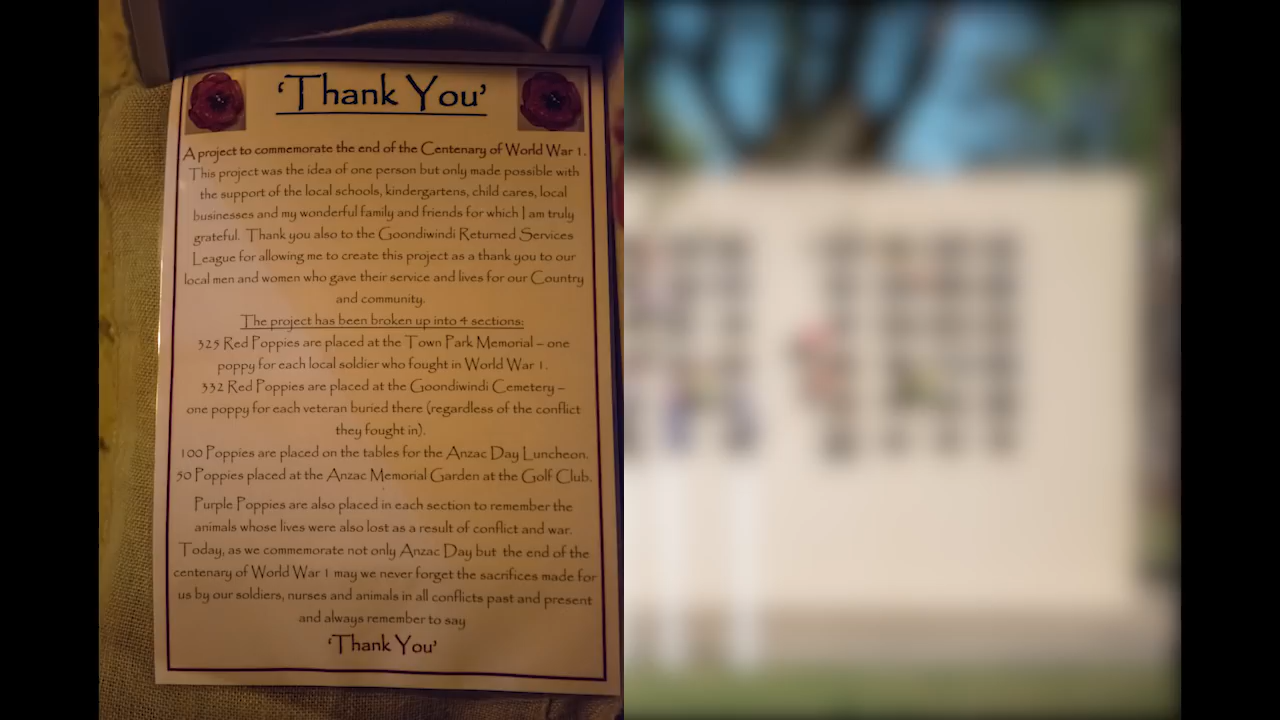 ‘Thank You’
A project to commemorate the end of the Centenary of World War 1.
This project was the idea of one person but only made possible with
the support of the local schools, kindergartens, child cares, local
businesses and my wonderful family and friends for which I am truly
grateful. Thank you also to the Goondiwindi Returned Services
League for allowing me to create this project as a thank you to our
local men and women who gave their service and lives for our Country
and community.
The project has been broken up into 4 sections:
325 Red Poppies are placed at the Town Park Memorial – one
poppy for each local soldier who fought in World War 1.
332 Red Poppies are placed at the Goondiwindi Cemetery –
one poppy for each veteran buried there (regardless of the conflict
they fought in).
100 Poppies are placed on the tables for the Anzac Day Luncheon.
50 Poppies placed at the Anzac Memorial Garden at the Golf Club.
Purple Poppies are also placed in each section to remember the
animals whose lives were also lost as a result of conflict and war.
Today, as we commemorate not only Anzac Day but the end of the
centenary of World War 1 may we never forget the sacrifices made for
us by our soldiers, nurses and animals in all conflicts past and present
and always remember to say
‘Thank You’